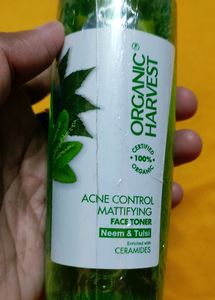 ORGANIC
HARVEST
CERTIFIED
100%
ORGANIC
ACNE CONTROL
MATTIFYING
FACE TONER
Neem & Tulsi
Enriched with
CERAMIDES